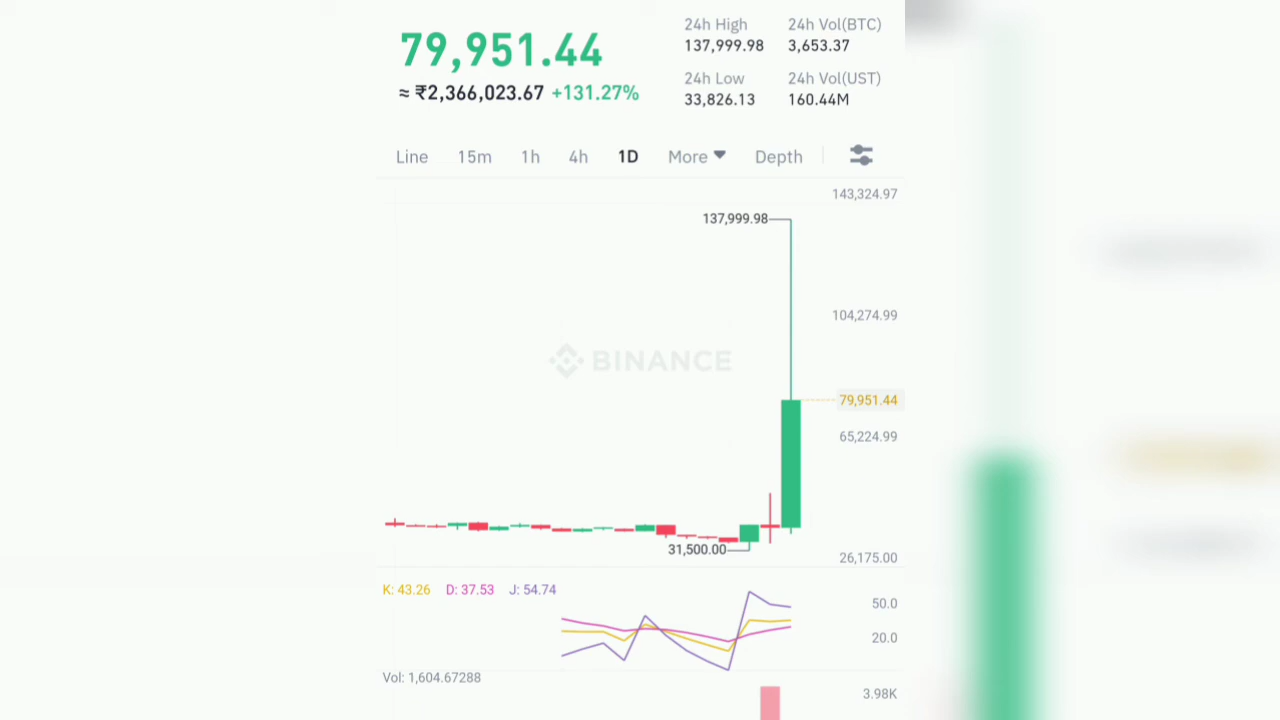 79,951.44
≈ ₹2,366,023.67 +131.27%
24h High
137,999.98
24h Vol(BTC)
3,653.37
24h Low
33,826.13
24h Vol(UST)
160.44M
Line 15m 1h 4h 1D More Depth
143,324.97
137,999.98
104,274.99
BINANCE
79,951.44
65,224.99
31,500.00
26,175.00
K: 43.26 D: 37.53 J: 54.74
50.0
20.0
Vol: 1,604.67288
3.98K